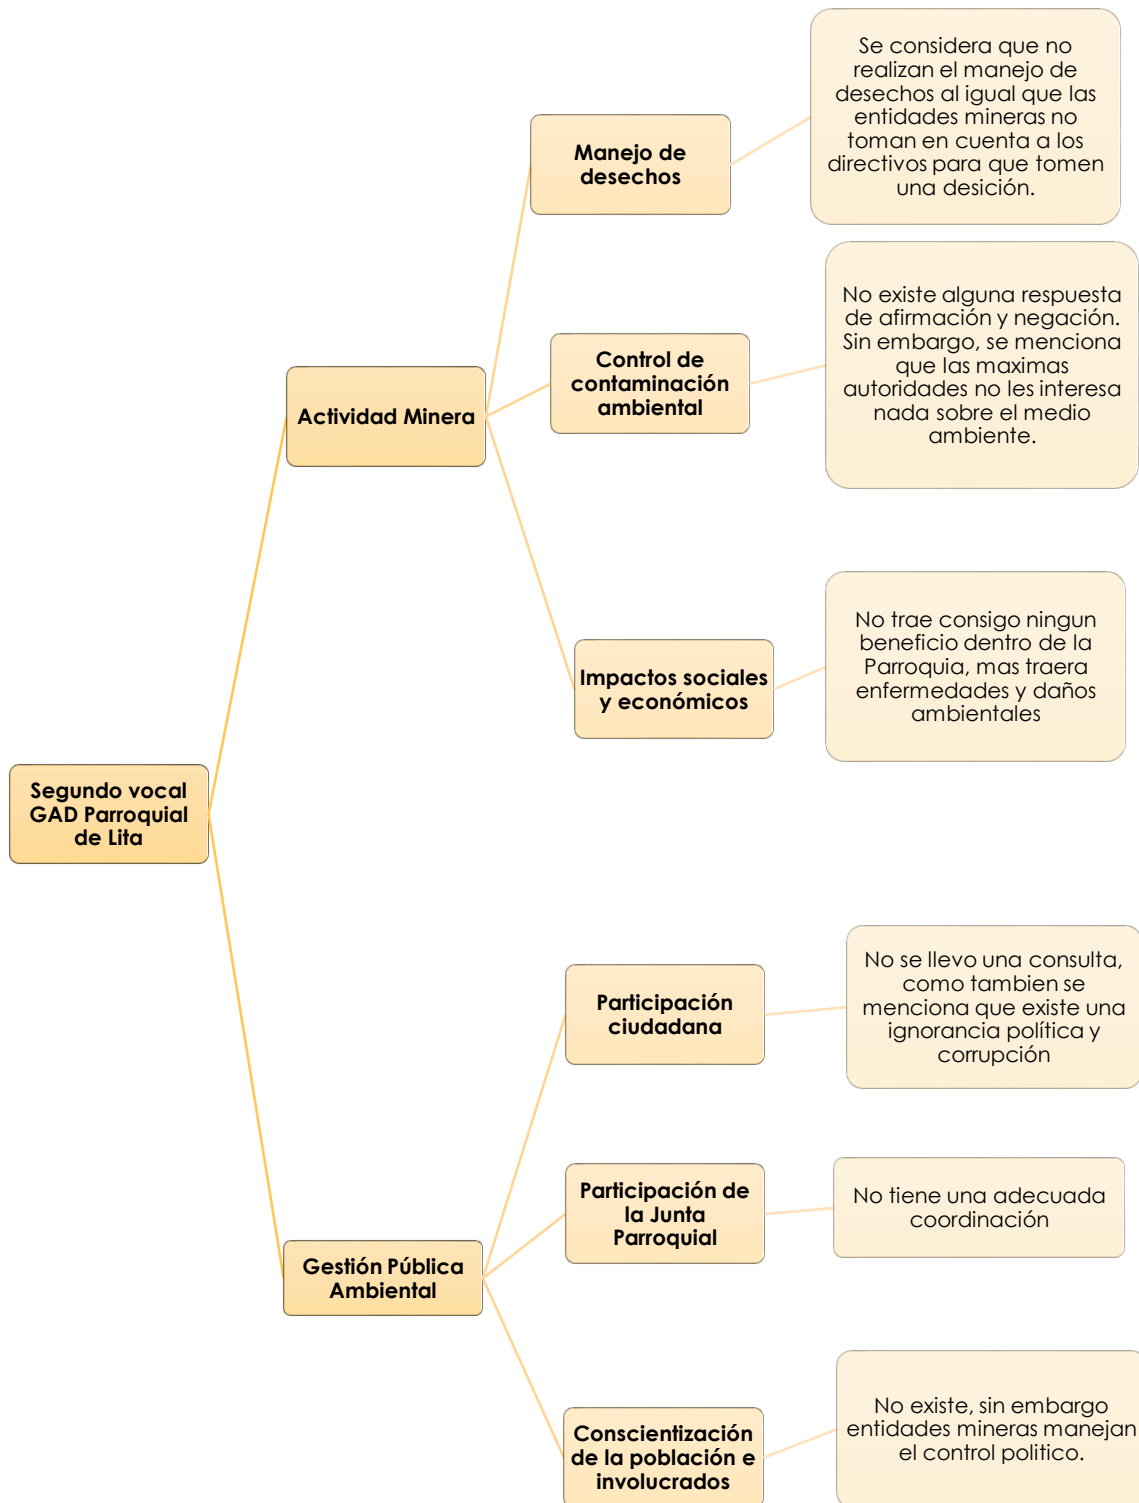 Segundo vocal
GAD Parroquial
de Lita
Actividad Minera
Manejo de
desechos
Se considera que no
realizan el manejo de
desechos al igual que las
entidades mineras no
toman en cuenta a los
directivos para que tomen
una desición.
Control de
contaminación
ambiental
No existe alguna respuesta
de afirmación y negación.
Sin embargo, se menciona
que las maximas
autoridades no les interesa
nada sobre el medio
ambiente.
Impactos sociales
y económicos
No trae consigo ningun
beneficio dentro de la
Parroquia, mas traera
enfermedades y daños
ambientales
Gestión Pública
Ambiental
Participación
ciudadana
No se llevo una consulta,
como tambien se
menciona que existe una
ignorancia política y
corrupción
Participación de
la Junta
Parroquial
No tiene una adecuada
coordinación
Conscientización
de la población e
involucrados
No existe, sin embargo
entidades mineras manejan
el control politico.